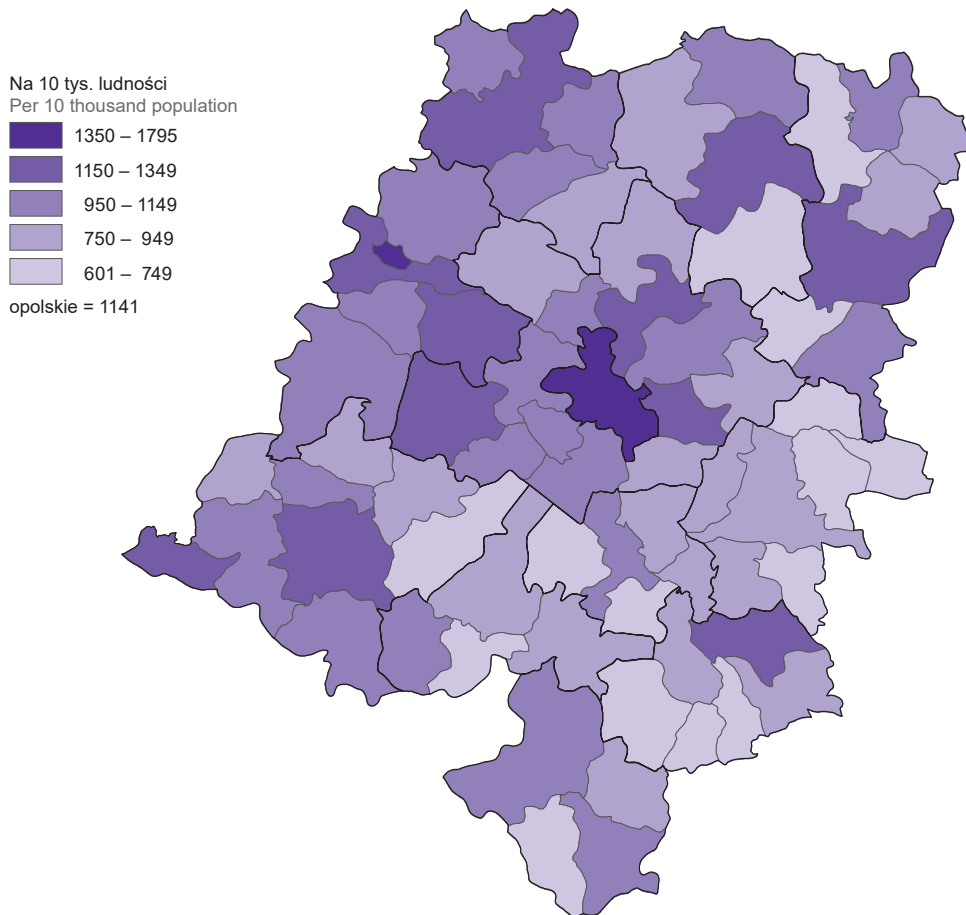 Na 10 tys. ludności
Per 10 thousand population
1350 – 1795
1150 – 1349
950 – 1149
750 – 949
601 – 749
opolskie = 1141